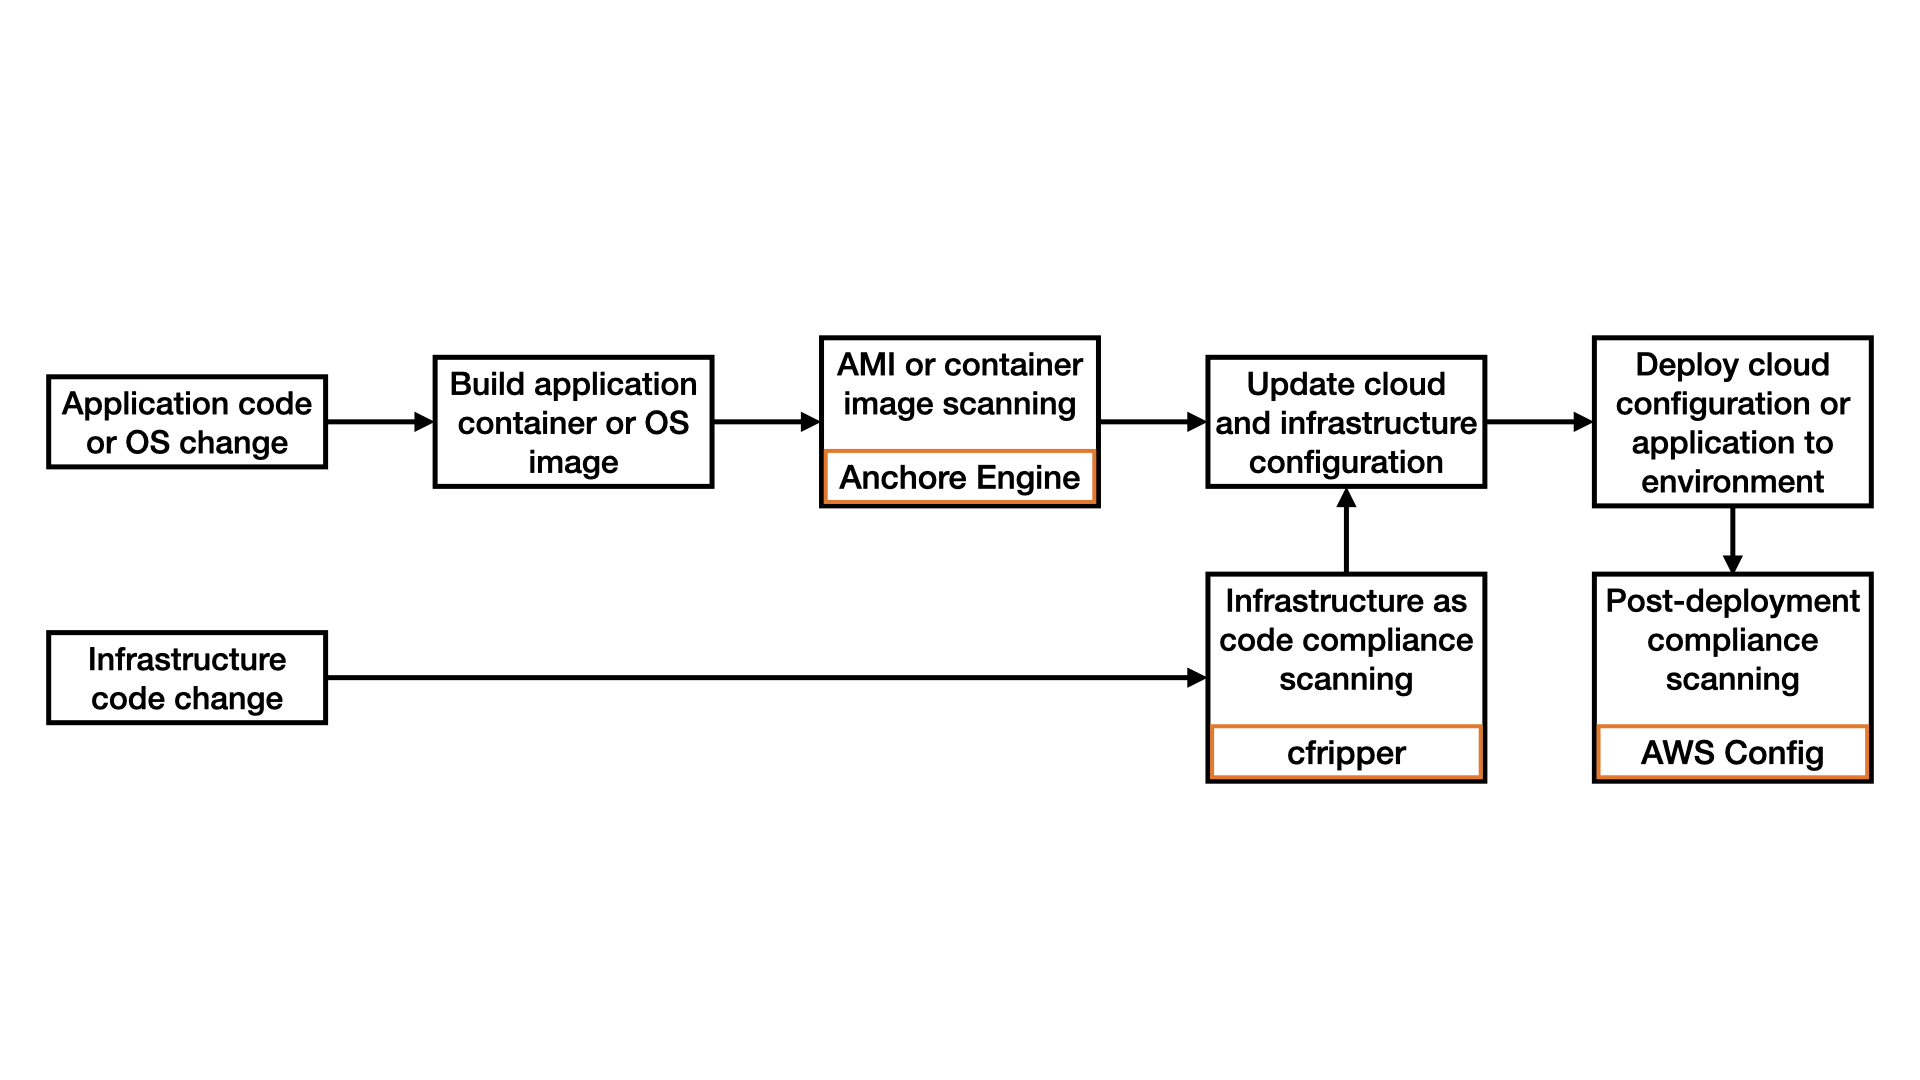 Application code
or OS change
Build application
container or OS
image
AMI or container
image scanning
Anchore Engine
Update cloud
and infrastructure
configuration
Deploy cloud
configuration or
application to
environment
Infrastructure
code change
Infrastructure as
code compliance
scanning
cfripper
Post-deployment
compliance
scanning
AWS Config